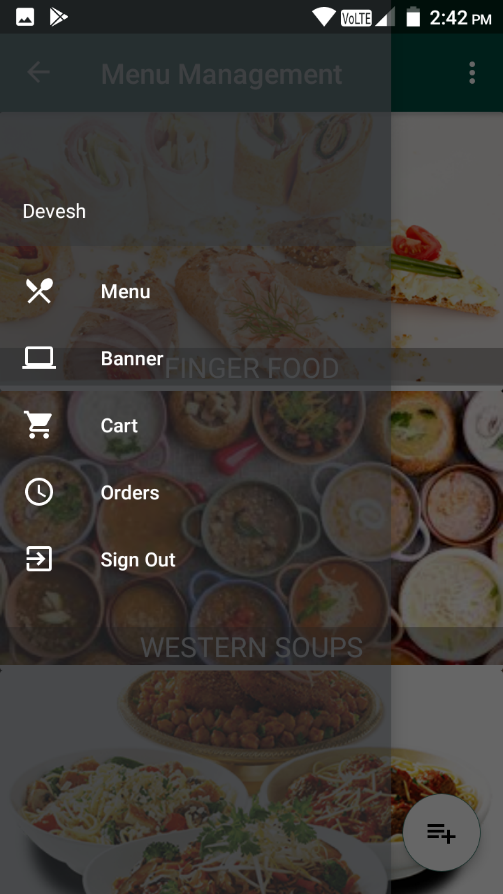 VoLTE
2:42 PM
Menu Management
Devesh
Menu
Banner
FINGER FOOD
Cart
Orders
Sign Out
WESTERN SOUPS